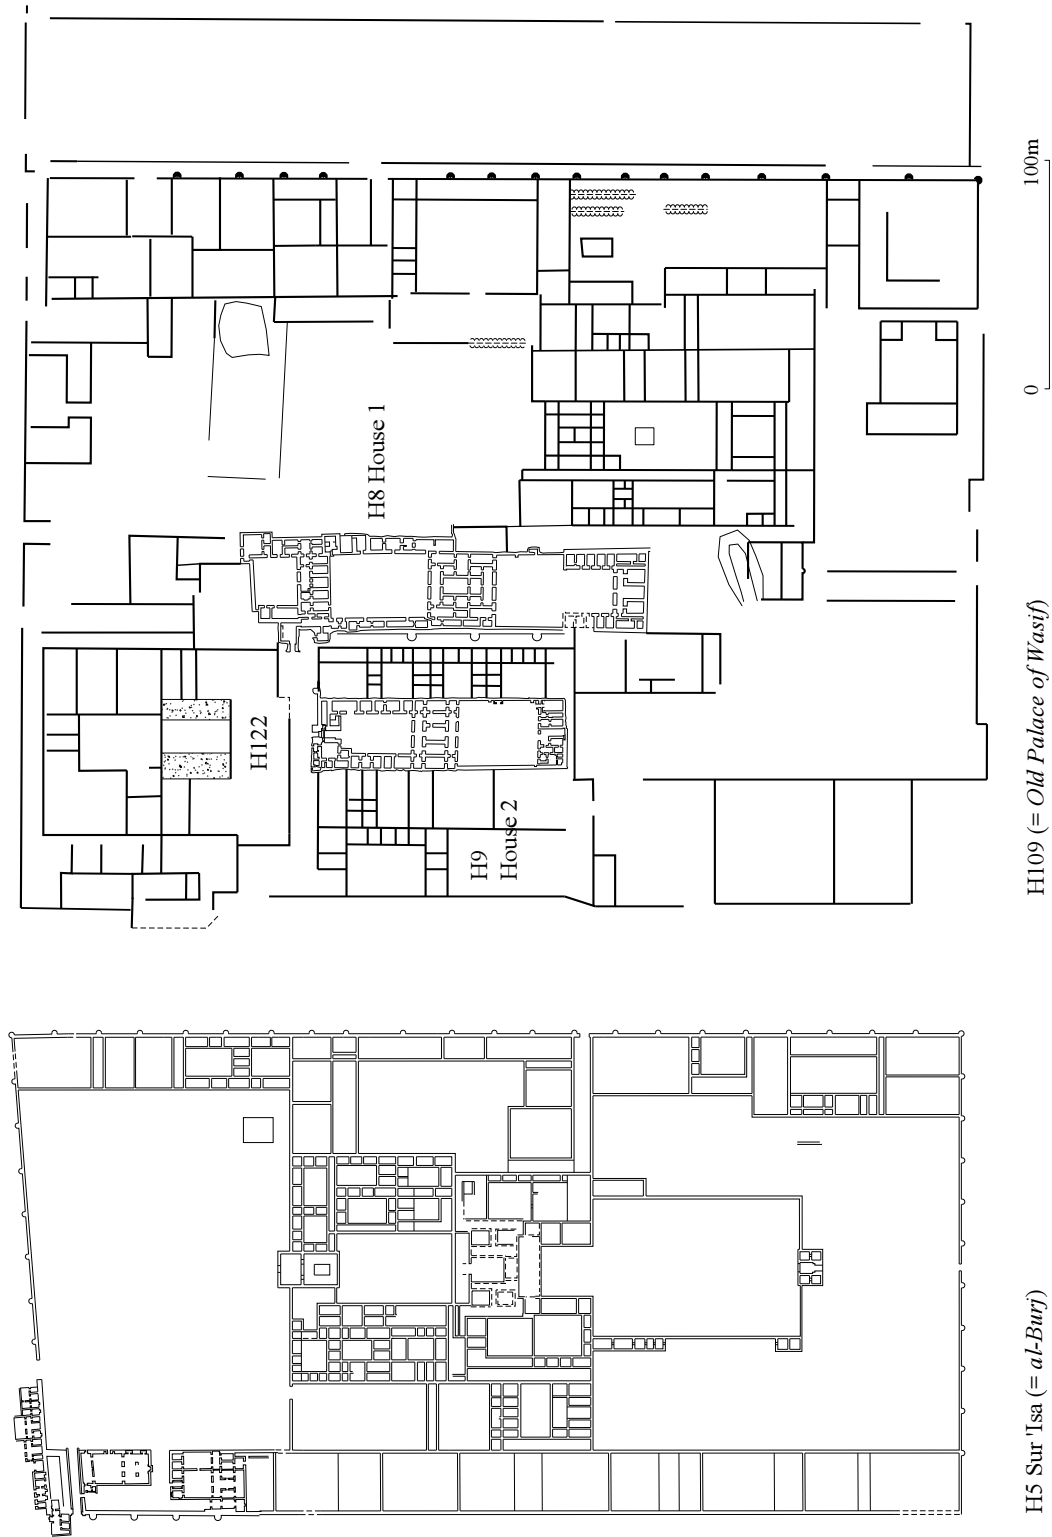 H5 Sur 'Isa (= al-Burj)
H109 (= Old Palace of Wasif)
H9
House 2
H122
H8 House 1
0
100m